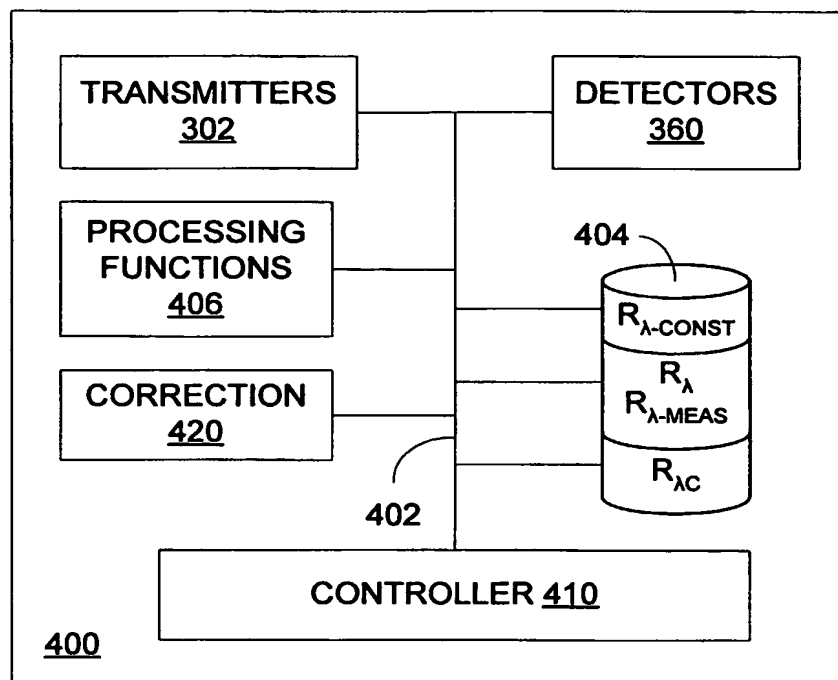 TRANSMITTERS
302
DETECTORS
360
PROCESSING
FUNCTIONS
406
404
Rλ-CONST
Rλ
Rλ-MEAS
RλC
CORRECTION
420
402
CONTROLLER 410
400